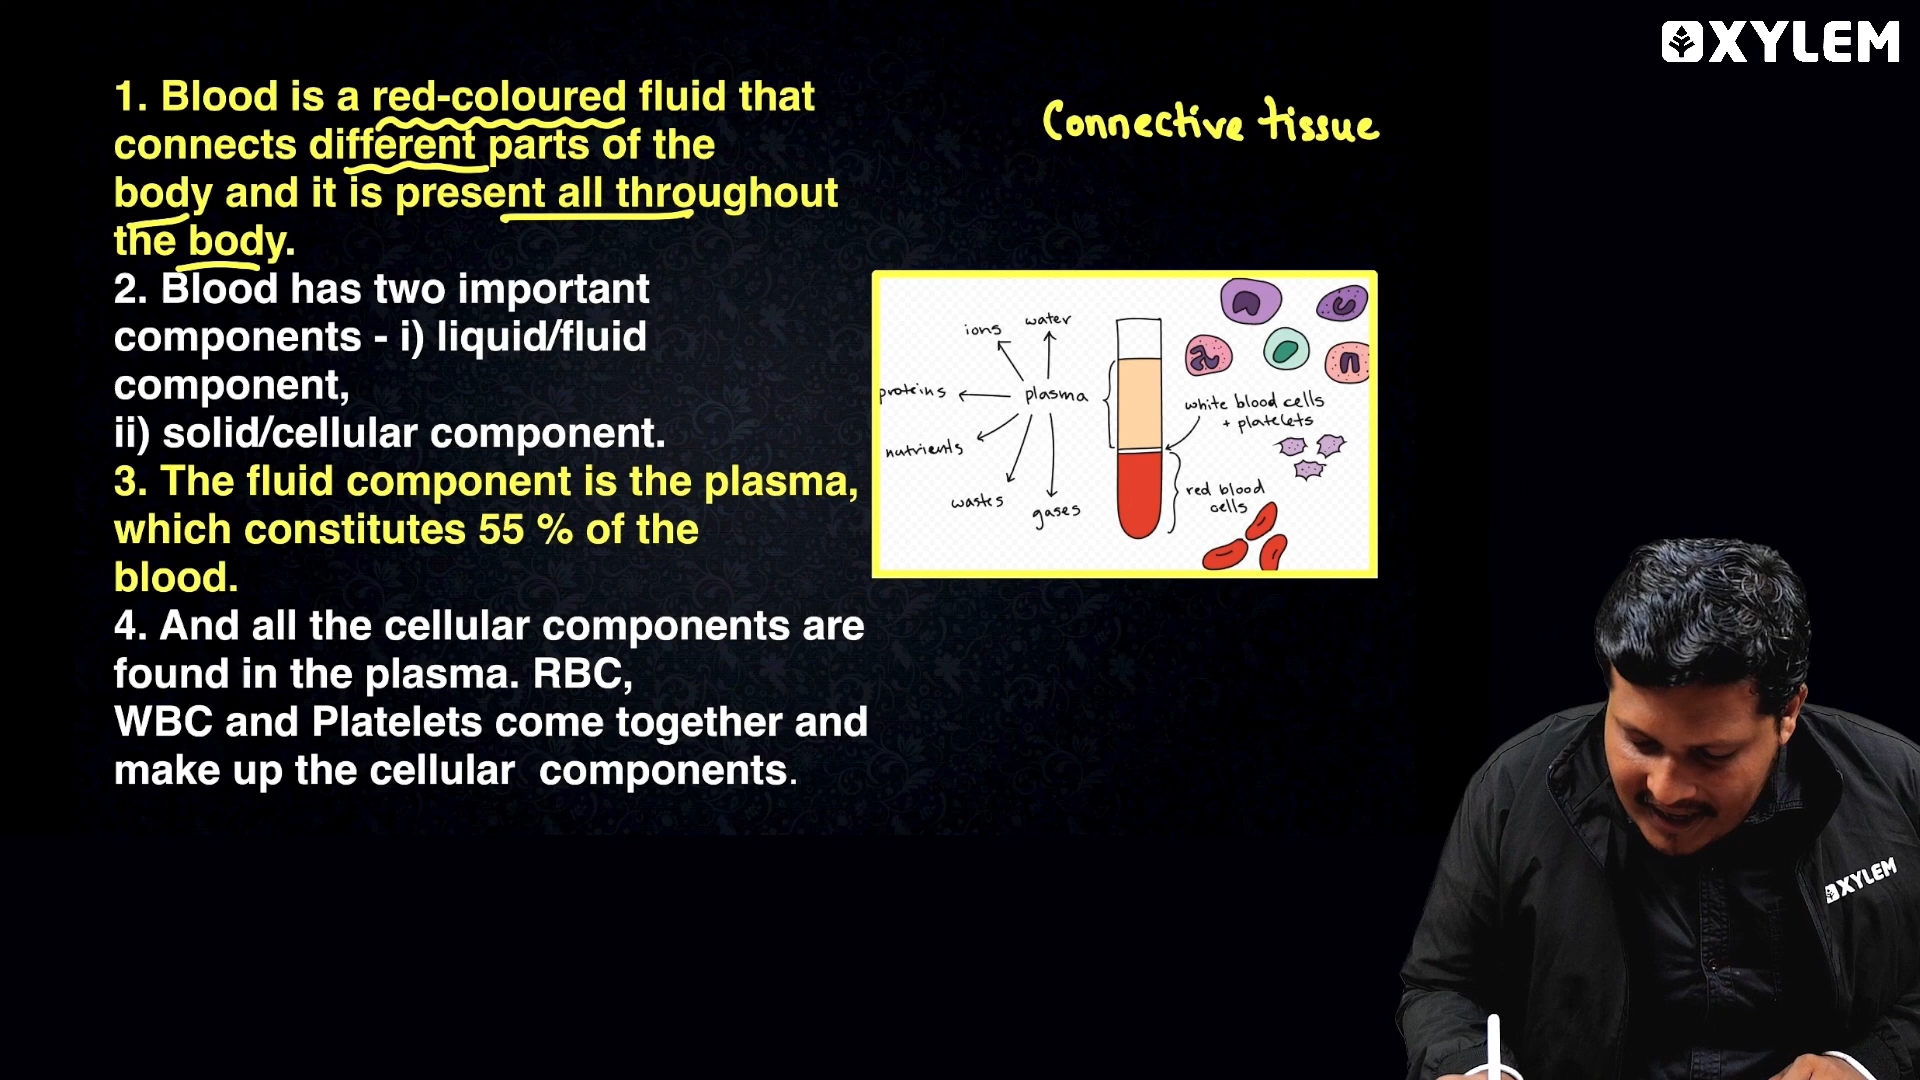 XYLEM
1. Blood is a red-coloured fluid that
connects different parts of the
body and it is present all throughout
the body.
2. Blood has two important
components - i) liquid/fluid
component,
ii) solid/cellular component.
3. The fluid component is the plasma,
which constitutes 55 % of the
blood.
4. And all the cellular components are
found in the plasma. RBC,
WBC and Platelets come together and
make up the cellular  components.
Connective tissue
ions
water
proteins
plasma
nutrients
wastes
gases
white blood cells
+ platelets
red blood
cells
XYLEM